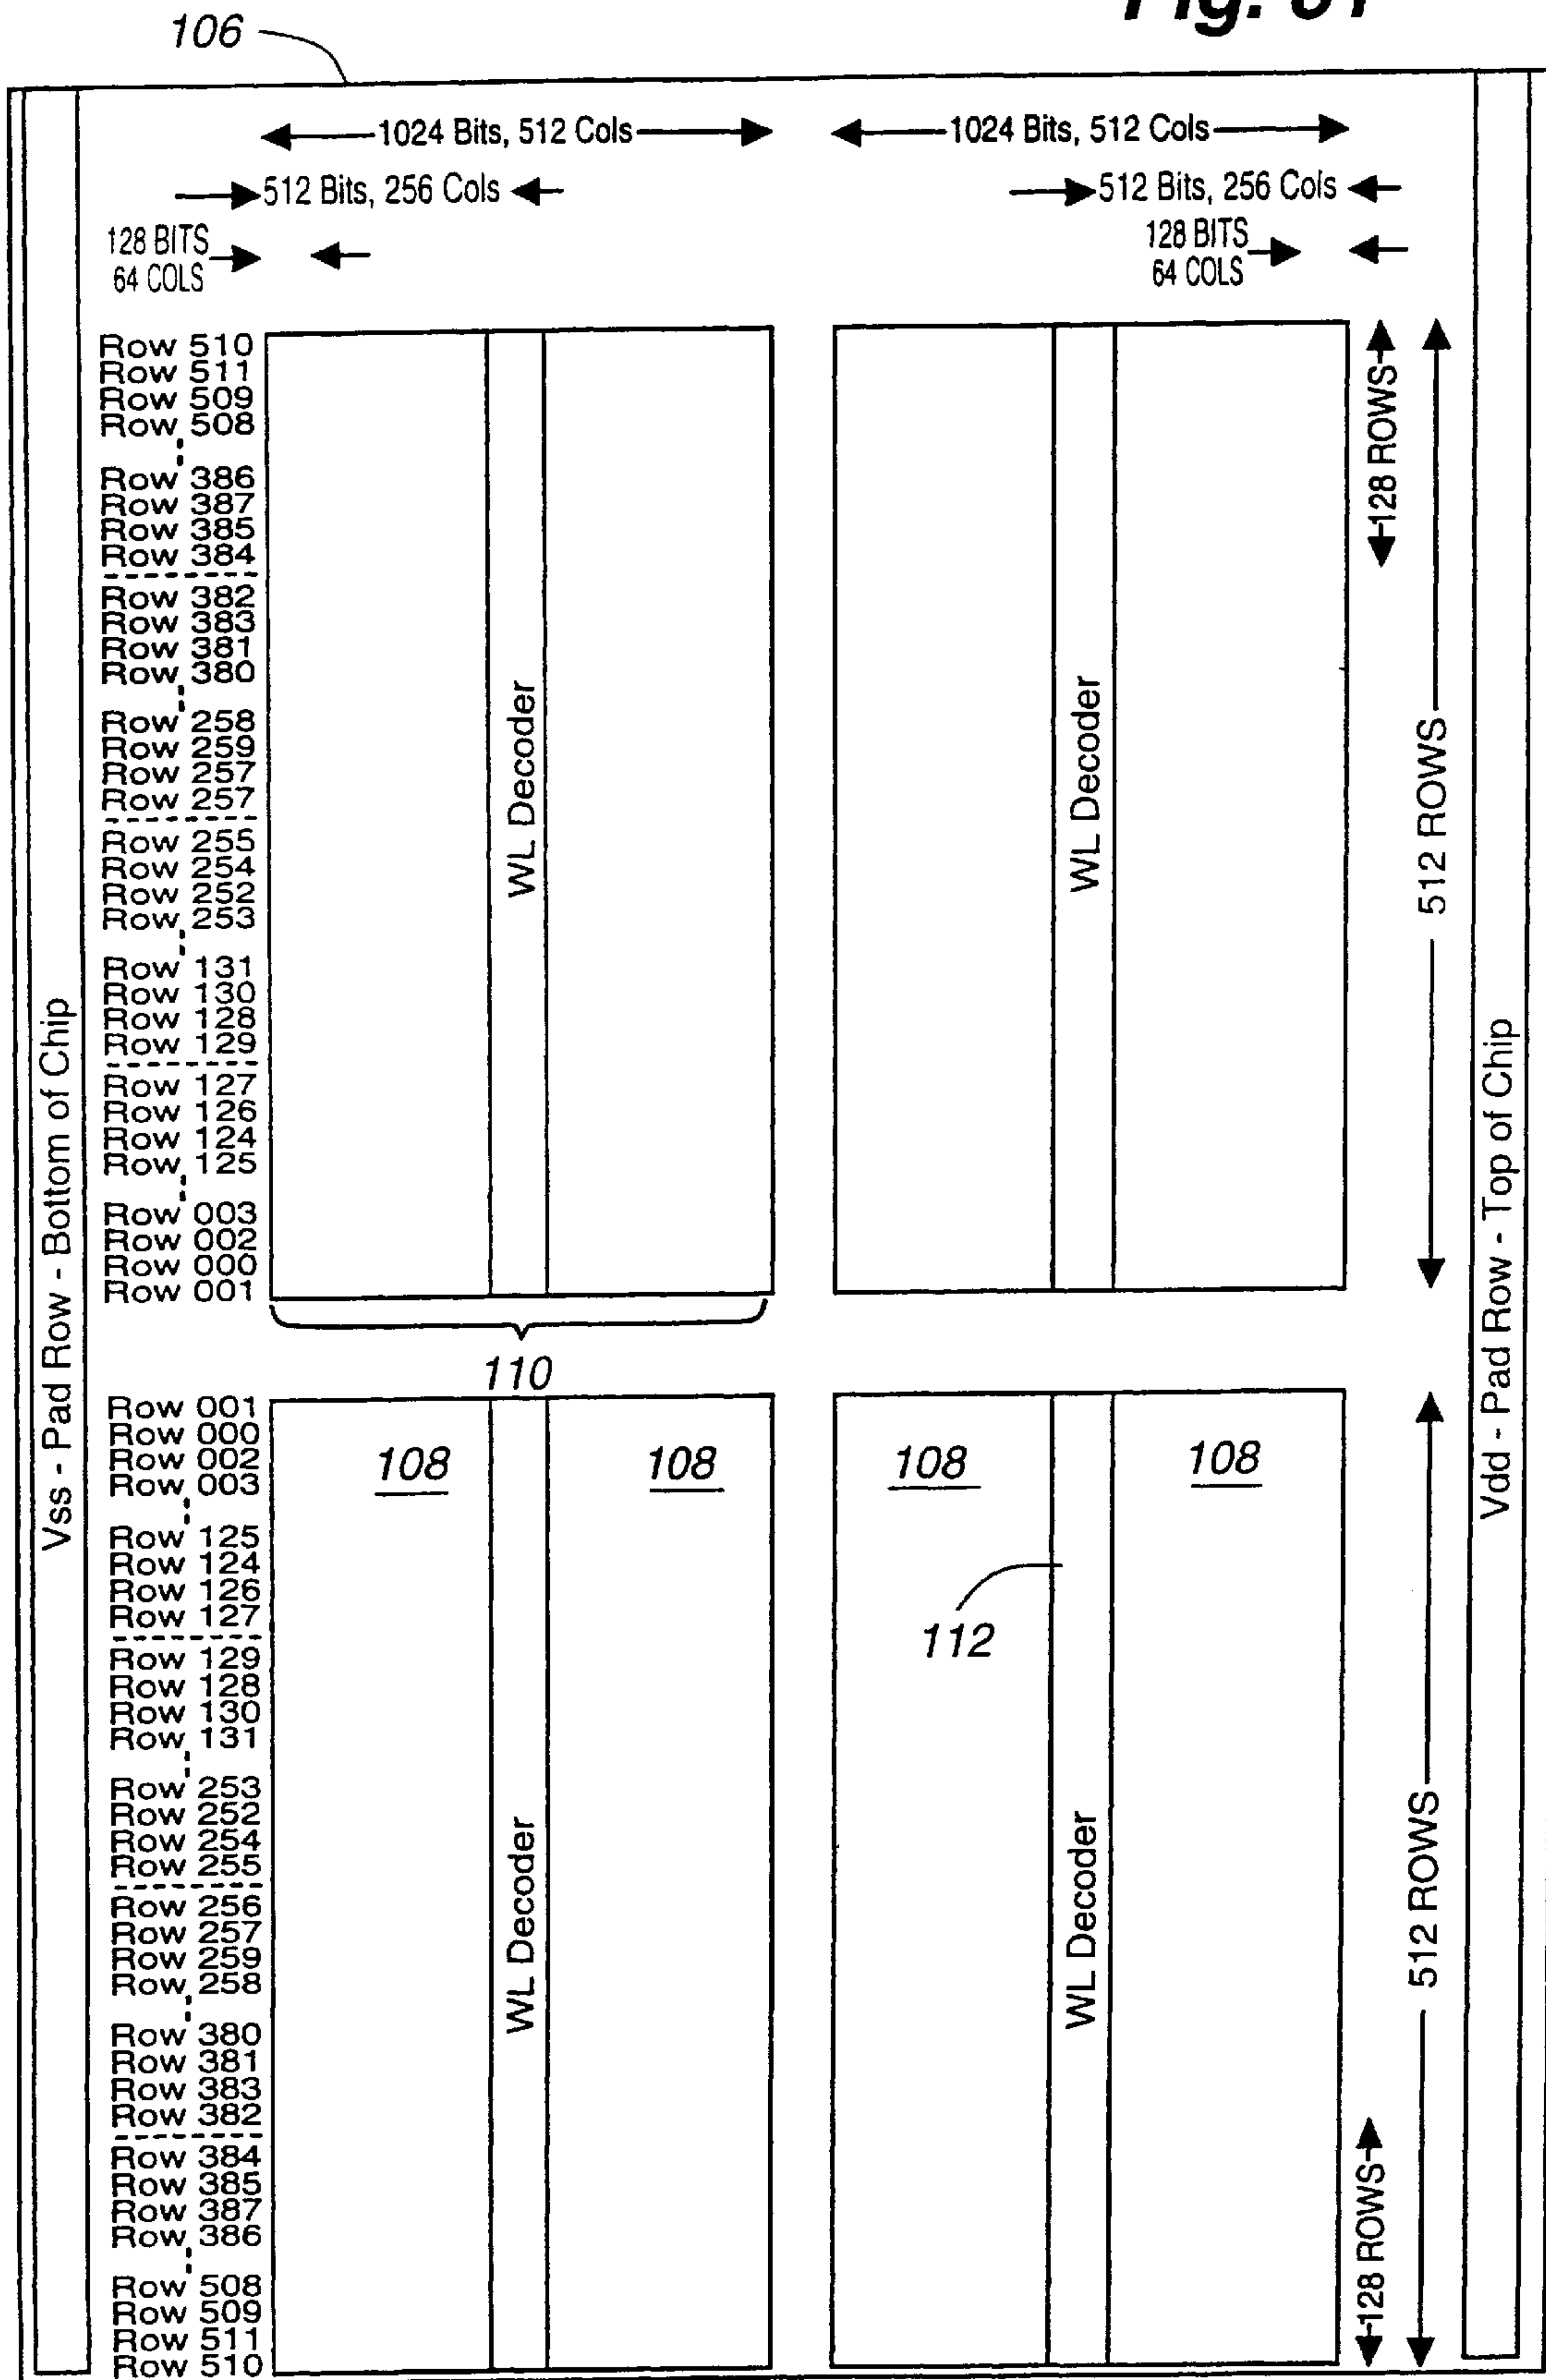 Fig. 31
106
1024 Bits, 512 Cols
1024 Bits, 512 Cols
512 Bits, 256 Cols
512 Bits, 256 Cols
128 BITS
64 COLS
128 BITS
64 COLS
Row 510
Row 511
Row 509
Row 508
Row 386
Row 387
Row 385
Row 384
Row 382
Row 383
Row 381
Row 380
Row 258
Row 259
Row 257
Row 257
Row 255
Row 254
Row 252
Row 253
Row 131
Row 130
Row 128
Row 129
Row 127
Row 126
Row 124
Row 125
Row 003
Row 002
Row 000
Row 001
WL Decoder
WL Decoder
128 ROWS
512 ROWS
Vss - Pad Row - Bottom of Chip
Vdd - Pad Row - Top of Chip
110
Row 001
Row 000
Row 002
Row 003
Row 125
Row 124
Row 126
Row 127
Row 129
Row 128
Row 130
Row 131
Row 253
Row 252
Row 254
Row 255
Row 256
Row 257
Row 259
Row 258
Row 380
Row 381
Row 383
Row 382
Row 384
Row 385
Row 387
Row 386
Row 508
Row 509
Row 511
Row 510
108
108
108
108
112
WL Decoder
WL Decoder
512 ROWS
128 ROWS